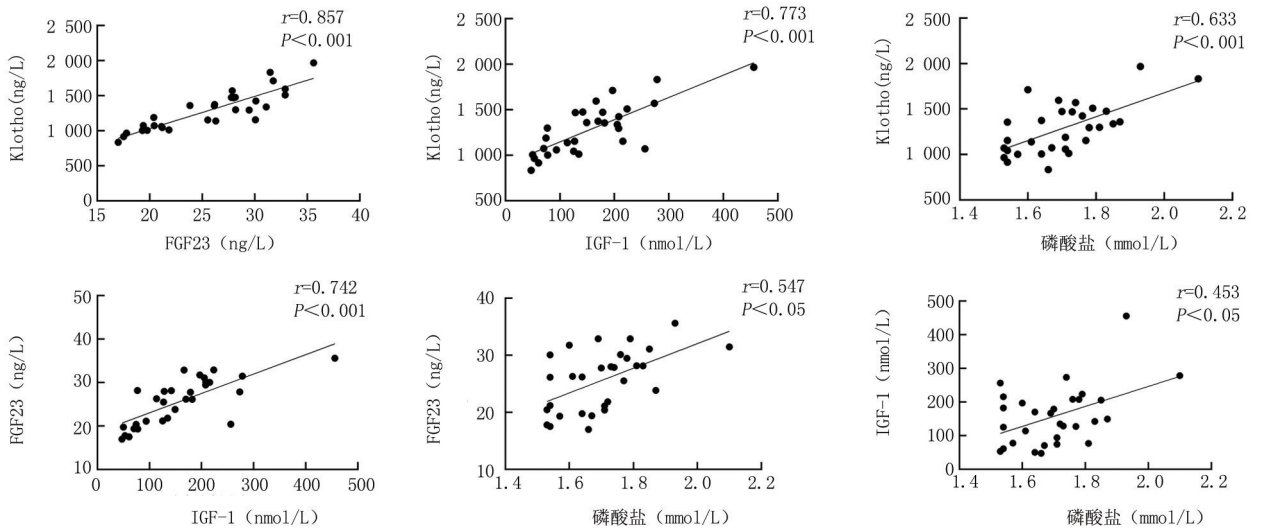 r=0.857
P<0.001
2 500
2 000
1 500
1 000
500
0
Klotho(ng/L)
15 20 25 30 35 40
FGF23 (ng/L)
r=0.773
P<0.001
2 500
2 000
1 500
1 000
500
Klotho(ng/L)
0 100 200 300 400 500
IGF-1 (nmol/L)
r=0.633
P<0.001
2 500
2 000
1 500
1 000
500
Klotho(ng/L)
1.4 1.6 1.8 2.0 2.2
磷酸盐 (mmol/L)
r=0.742
P<0.001
50
40
30
20
10
FGF23 (ng/L)
0 100 200 300 400 500
IGF-1 (nmol/L)
r=0.547
P<0.05
40
30
20
10
FGF23 (ng/L)
1.4 1.6 1.8 2.0 2.2
磷酸盐 (mmol/L)
r=0.453
P<0.05
500
400
300
200
100
0
IGF-1 (nmol/L)
1.4 1.6 1.8 2.0 2.2
磷酸盐 (mmol/L)